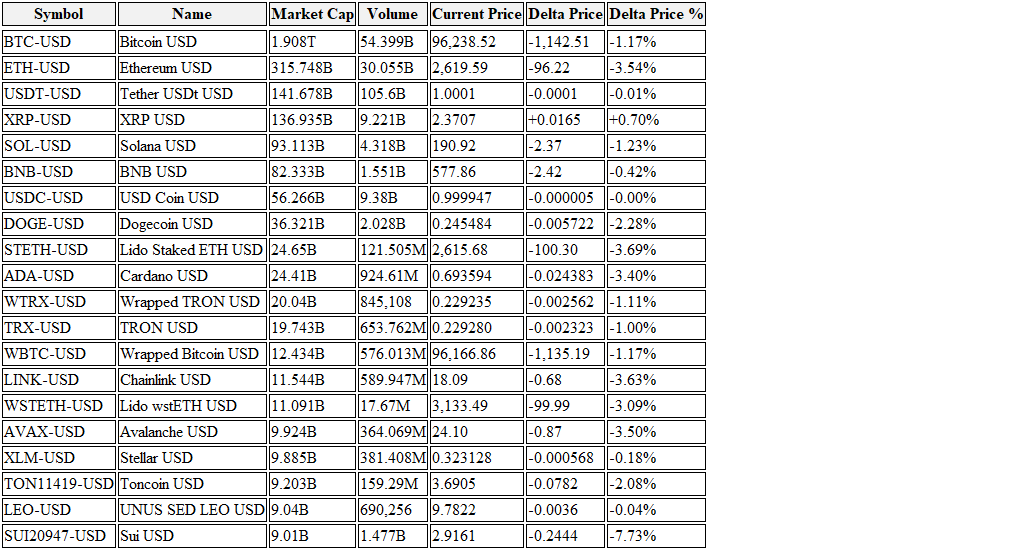 Symbol Name Market Cap Volume Current Price Delta Price Delta Price %
BTC-USD Bitcoin USD 1.908T 54.399B 96,238.52 -1,142.51 -1.17%
ETH-USD Ethereum USD 315.748B 30.055B 2,619.59 -96.22 -3.54%
USDT-USD Tether USDt USD 141.678B 105.6B 1.0001 -0.0001 -0.01%
XRP-USD XRP USD 136.935B 9.221B 2.3707 +0.0165 +0.70%
SOL-USD Solana USD 93.113B 4.318B 190.92 -2.37 -1.23%
BNB-USD BNB USD 82.333B 1.551B 577.86 -2.42 -0.42%
USDC-USD USD Coin USD 56.266B 9.38B 0.999947 -0.000005 -0.00%
DOGE-USD Dogecoin USD 36.321B 2.028B 0.245484 -0.005722 -2.28%
STETH-USD Lido Staked ETH USD 24.65B 121.505M 2,615.68 -100.30 -3.69%
ADA-USD Cardano USD 24.41B 924.61M 0.693594 -0.024383 -3.40%
WTRX-USD Wrapped TRON USD 20.04B 845,108 0.229235 -0.002562 -1.11%
TRX-USD TRON USD 19.743B 653.762M 0.229280 -0.002323 -1.00%
WBTC-USD Wrapped Bitcoin USD 12.434B 576.013M 96,166.86 -1,135.19 -1.17%
LINK-USD Chainlink USD 11.544B 589.947M 18.09 -0.68 -3.63%
WSTETH-USD Lido wstETH USD 11.091B 17.67M 3,133.49 -99.99 -3.09%
AVAX-USD Avalanche USD 9.924B 364.069M 24.10 -0.87 -3.50%
XLM-USD Stellar USD 9.885B 381.408M 0.323128 -0.000568 -0.18%
TON11419-USD Toncoin USD 9.203B 159.29M 3.6905 -0.0782 -2.08%
LEO-USD UNUS SED LEO USD 9.04B 690,256 9.7822 -0.0036 -0.04%
SUI20947-USD Sui USD 9.01B 1.477B 2.9161 -0.2444 -7.73%